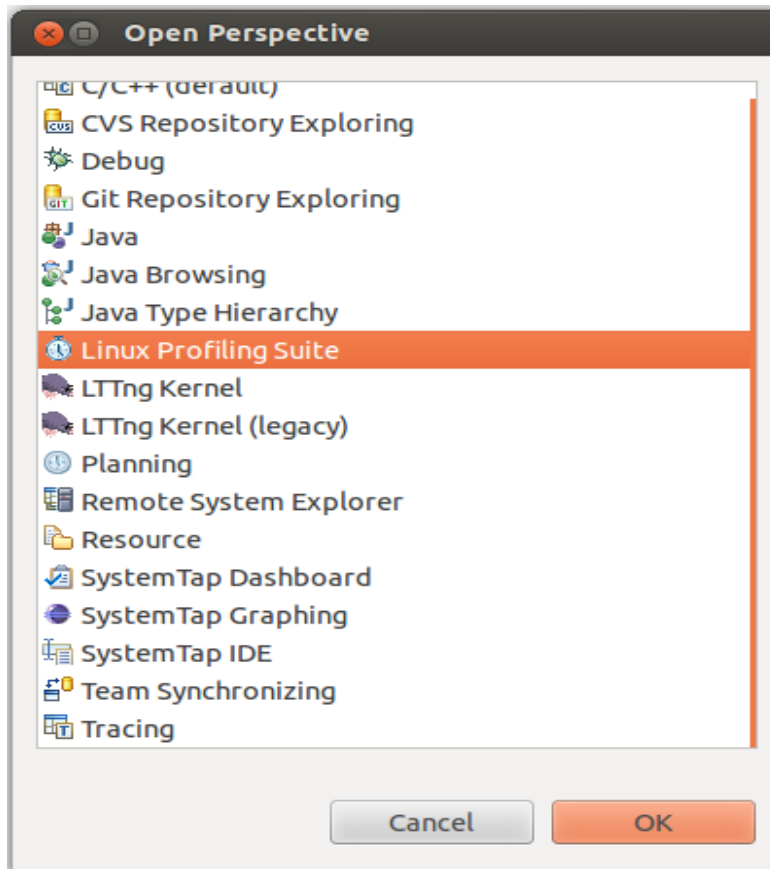 Open Perspective
C/C++ (default)
CVS Repository Exploring
Debug
Git Repository Exploring
Java
Java Browsing
Java Type Hierarchy
Linux Profiling Suite
LTTng Kernel
LTTng Kernel (legacy)
Planning
Remote System Explorer
Resource
SystemTap Dashboard
SystemTap Graphing
SystemTap IDE
Team Synchronizing
Tracing
Cancel
OK